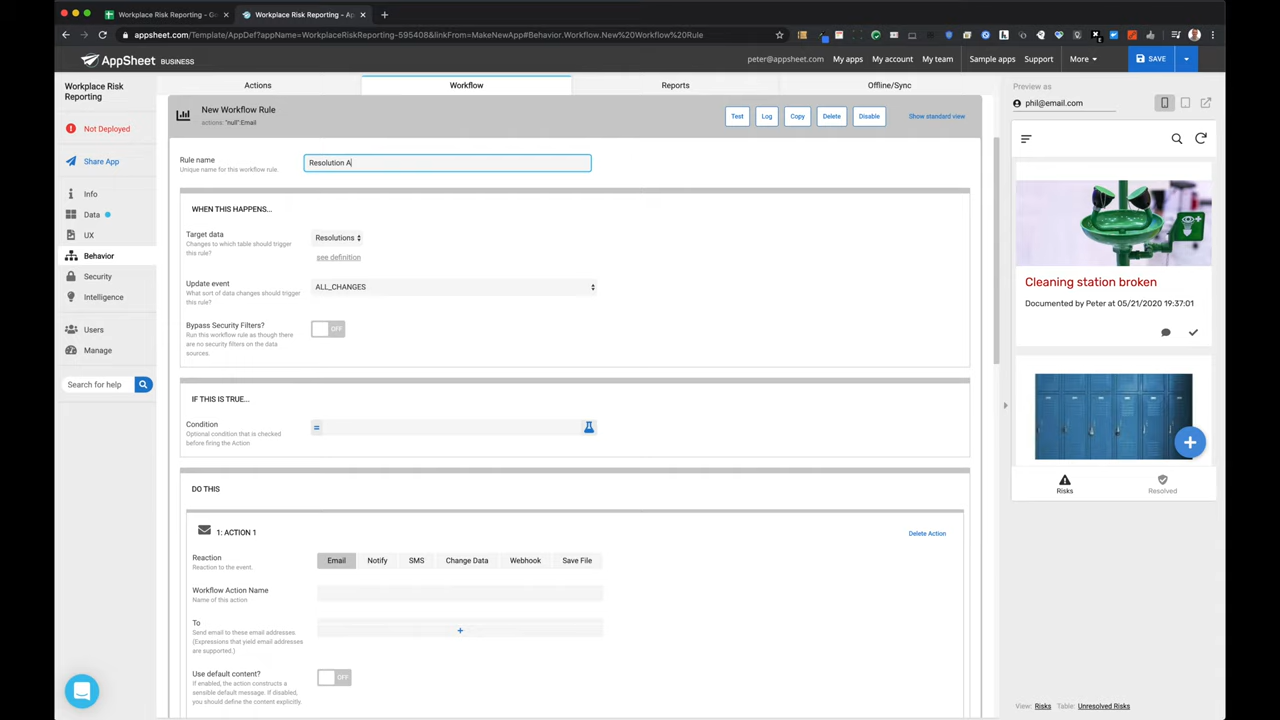 Workplace Risk Reporting - G
Workplace Risk Reporting - A
appsheet.com/Template/AppDef?appName=WorkplaceRiskReporting-595408&linkFrom=MakeNewApp#Behavior.Workflow.New%20Workflow%20Rule
AppSheet BUSINESS
peter@appsheet.com
My apps
My account
My team
Sample apps
Support
More
SAVE
Workplace Risk
Reporting
Not Deployed
Share App
Info
Data
UX
Behavior
Security
Intelligence
Users
Manage
Search for help
Actions
Workflow
Reports
Offline/Sync
New Workflow Rule
actions: "null":Email
Test
Log
Copy
Delete
Disable
Show standard view
Rule name
Unique name for this workflow rule.
Resolution A
WHEN THIS HAPPENS...
Target data
Changes to which table should trigger
this rule?
Resolutions
see definition
Update event
What sort of data changes should trigger
this rule?
ALL_CHANGES
Bypass Security Filters?
Run this workflow rule as though there
are no security filters on the data
sources.
OFF
IF THIS IS TRUE...
Condition
Optional condition that is checked
before firing the Action
=
DO THIS
1: ACTION 1
Delete Action
Reaction
Reaction to the event.
Email
Notify
SMS
Change Data
Webhook
Save File
Workflow Action Name
Name of this action
To
Send email to these email addresses.
(Expressions that yield email addresses
are supported.)
Use default content?
If enabled, the action constructs a
sensible default message. If disabled,
you should define the content explicitly.
OFF
Preview as
phil@email.com
Cleaning station broken
Documented by Peter at 05/21/2020 19:37:01
Risks
Resolved
View: Risks
Table: Unresolved Risks